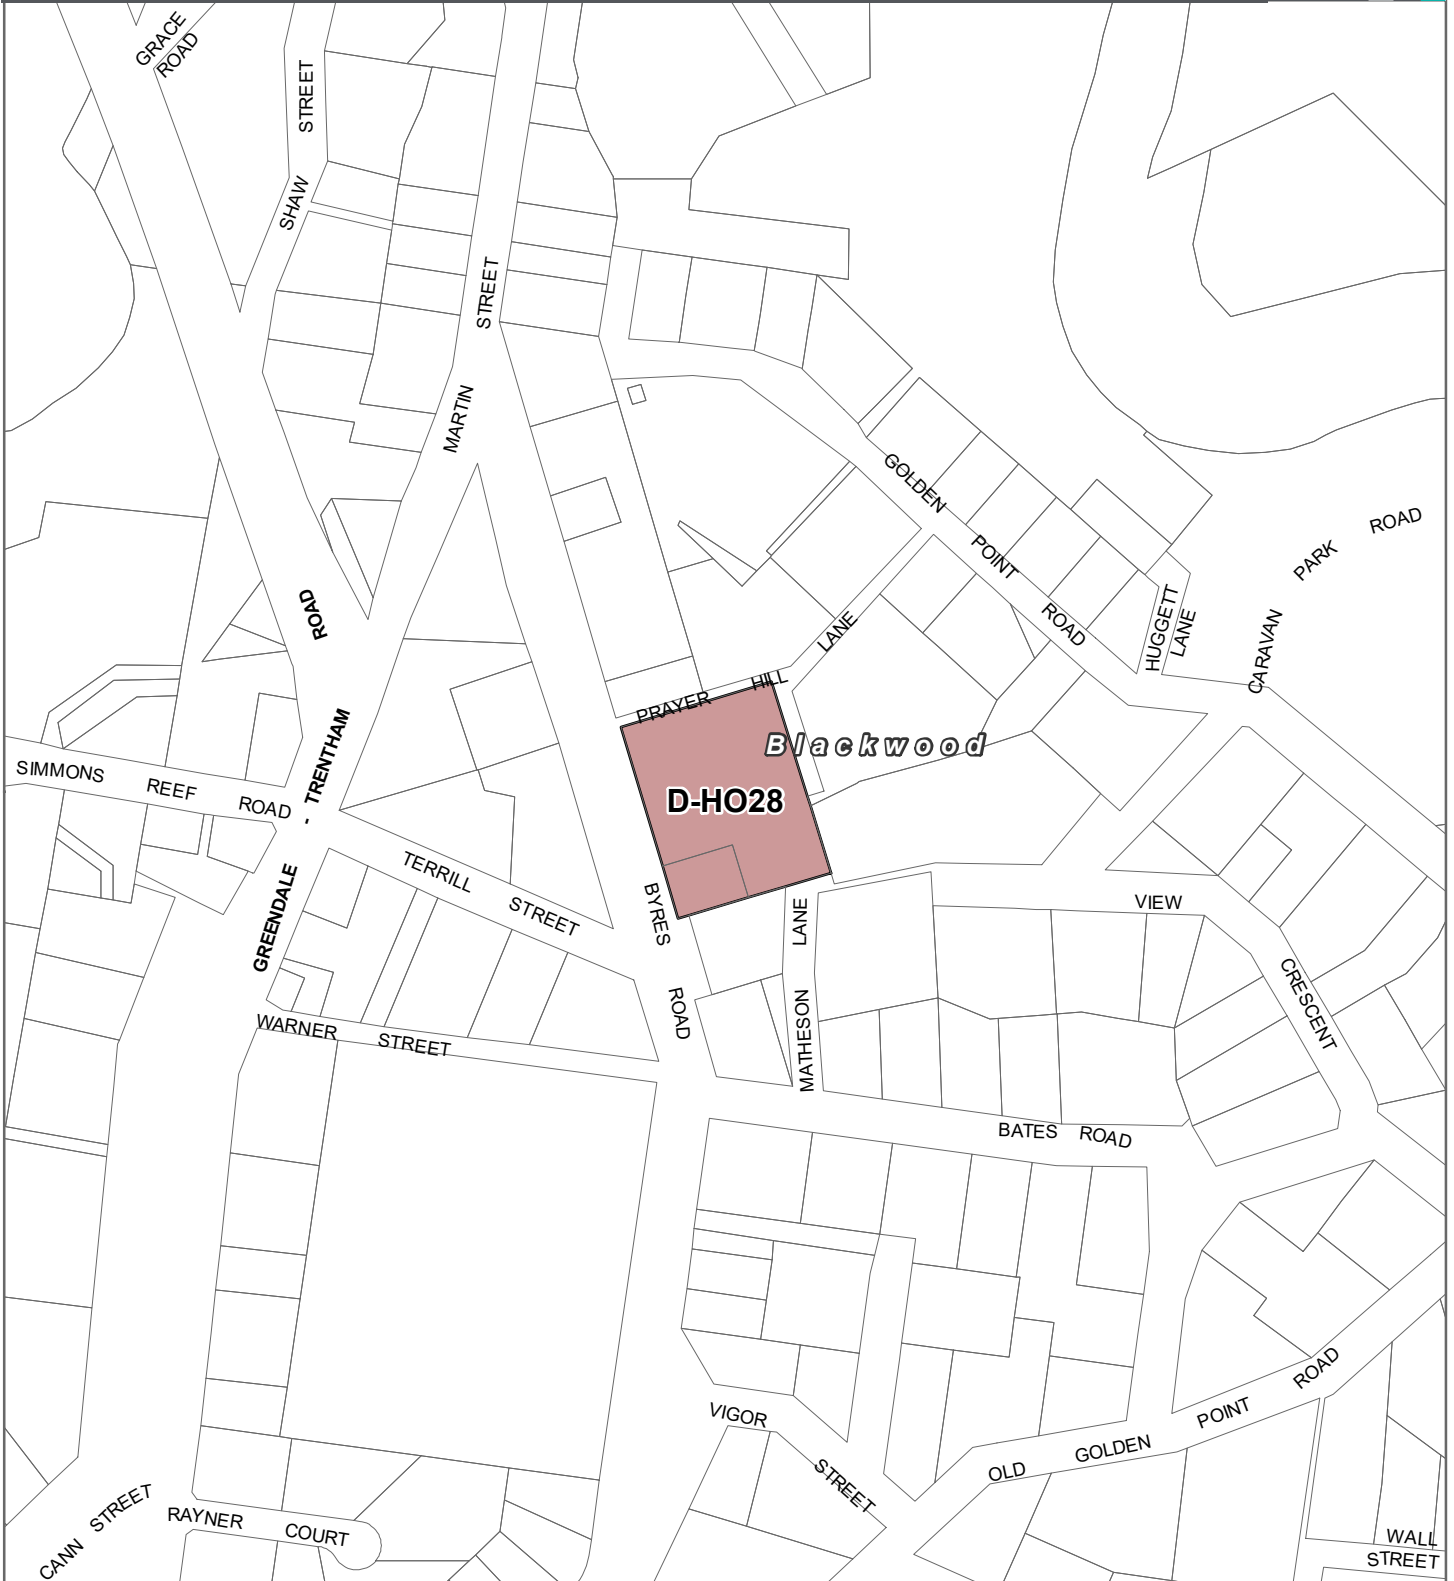 GRACE
ROAD
STREET
SHAW
STREET
MARTIN
GOLDEN
POINT
ROAD
PARK
ROAD
CARAVAN
HUGGETT
LANE
LANE
HILL
PRAYER
Blackwood
D-HO28
ROAD
TRENTHAM
-
GREENDALE
SIMMONS
REEF
ROAD
TERRILL
STREET
BYRES
ROAD
LANE
MATHESON
VIEW
CRESCENT
WARNER
STREET
BATES
ROAD
VIGOR
STREET
OLD
GOLDEN
POINT
ROAD
CANN
STREET
RAYNER
COURT
WALL
STREET